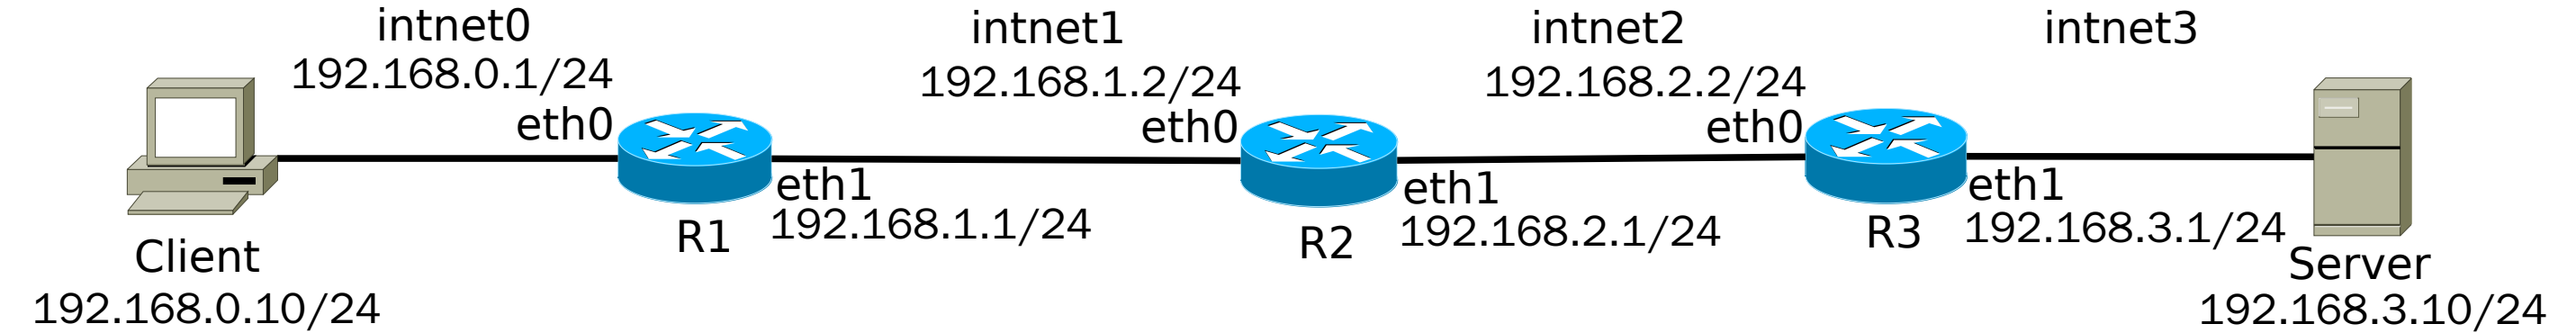 intnet0
192.168.0.1/24
eth0
intnet1
192.168.1.2/24
eth0
intnet2
192.168.2.2/24
eth0
intnet3
Client
192.168.0.10/24
R1
eth1
192.168.1.1/24
R2
eth1
192.168.2.1/24
R3
eth1
192.168.3.1/24
Server
192.168.3.10/24